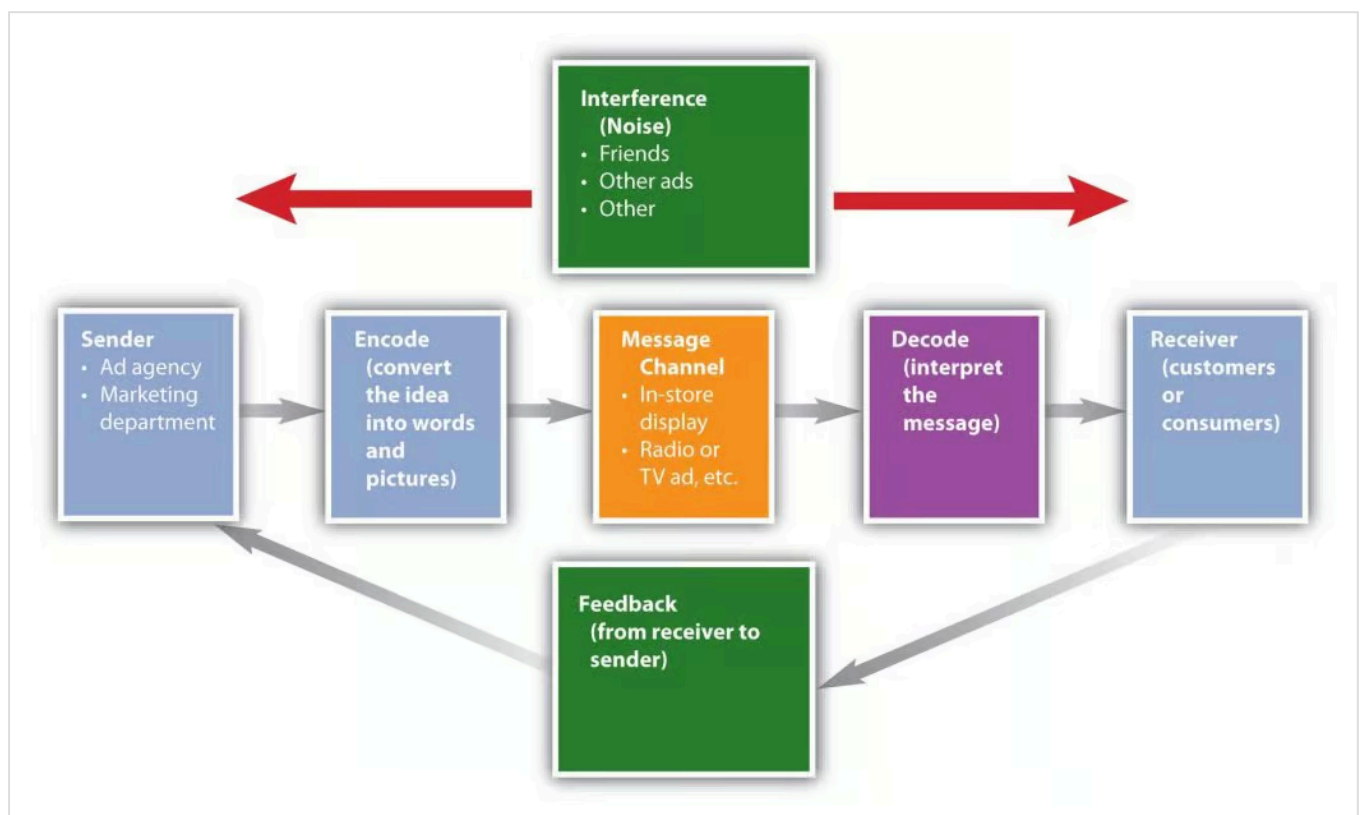 Interference
(Noise)
• Friends
• Other ads
• Other
Sender
• Ad agency
• Marketing
department
Encode
(convert
the idea
into words
and
pictures)
Message
Channel
• In-store
display
• Radio or
TV ad, etc.
Decode
(interpret
the
message)
Receiver
(customers
or
consumers)
Feedback
(from receiver to
sender)